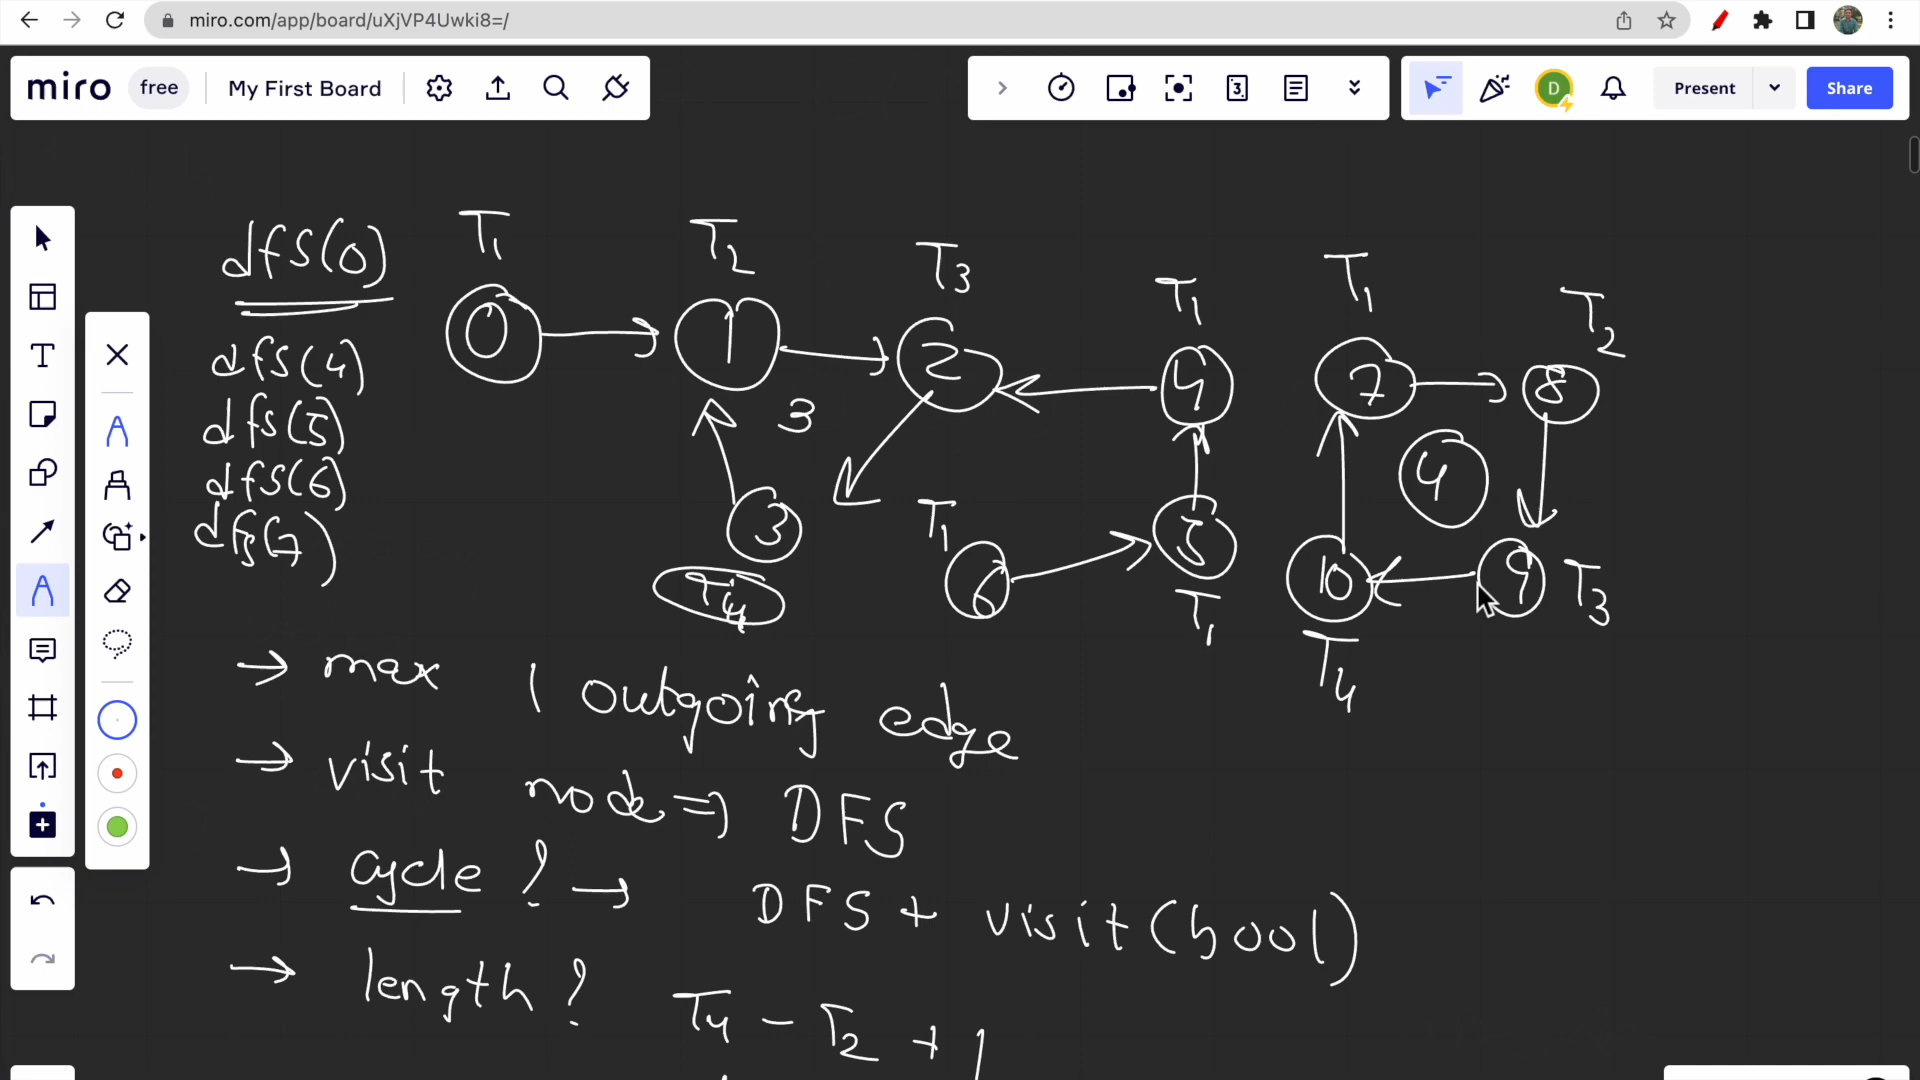 miro.com/app/board/uXjVP4Uwki8=/
miro free My First Board 3 D Present Share
dfs(0) T1 T2 T3 T1 T1 T2
0 1 2 4 7 8
dfs(4)
dfs(5) 3 4
dfs(6) 3 T1 6 5 10 9 T3
dfs(7) T4 T1 T4
→ max 1 outgoing edge
→ visit node => DFS
→ cycle ? → DFS + visit(bool)
→ length ? T4 - T2 + 1